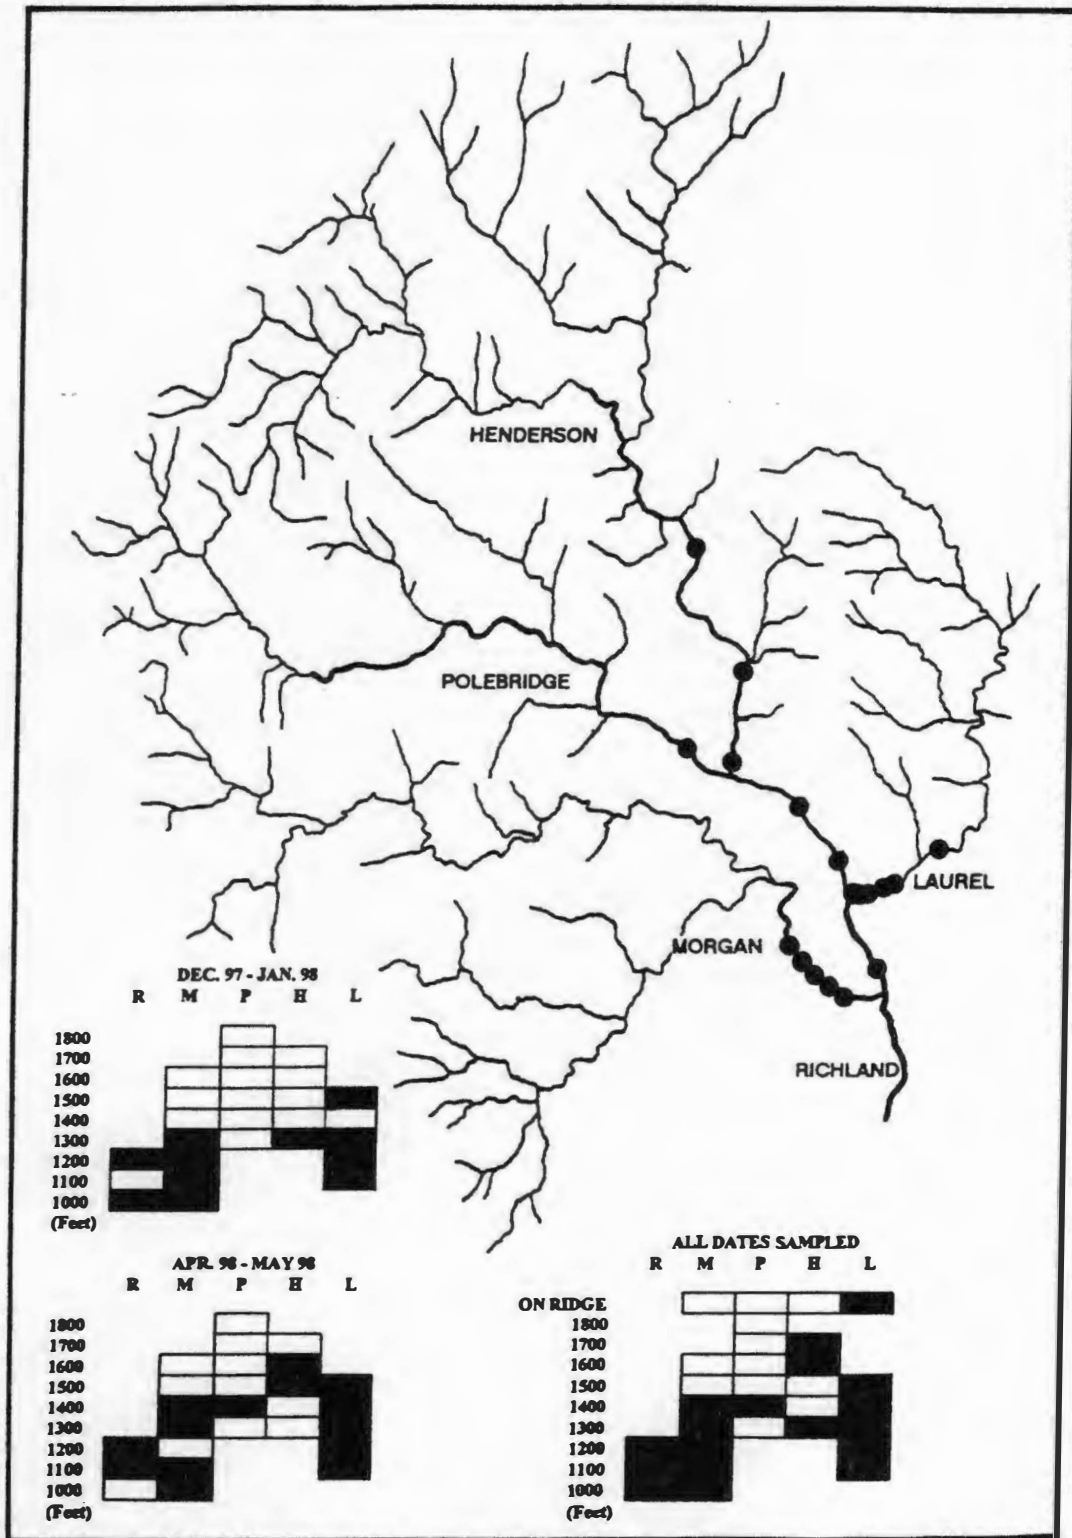 HENDERSON
POLEBRIDGE
LAUREL
MORGAN
RICHLAND
DEC. 97 - JAN. 98
R M P H L
1800
1700
1600
1500
1400
1300
1200
1100
1000
(Feet)
APR. 98 - MAY 98
R M P H L
1800
1700
1600
1500
1400
1300
1200
1100
1000
(Feet)
ALL DATES SAMPLED
R M P H L
ON RIDGE
1800
1700
1600
1500
1400
1300
1200
1100
1000
(Feet)